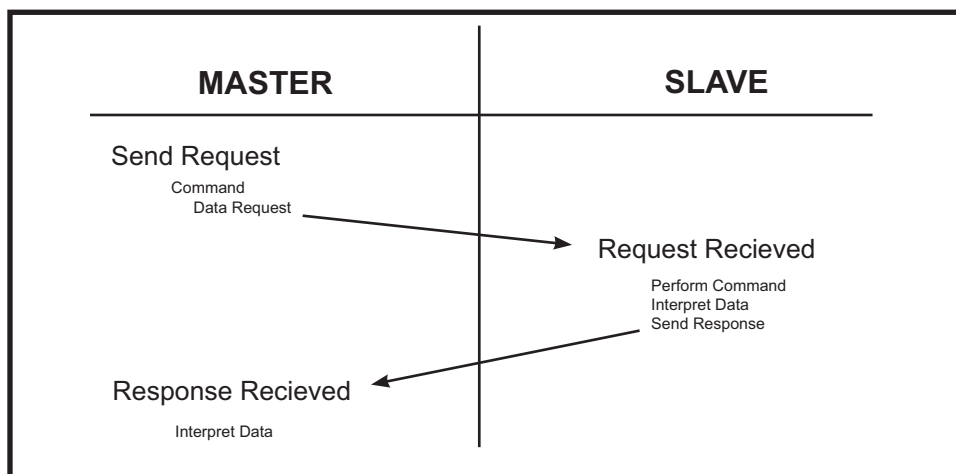 MASTER
SLAVE
Send Request
Command
Data Request
Request Recieved
Perform Command
Interpret Data
Send Response
Response Recieved
Interpret Data